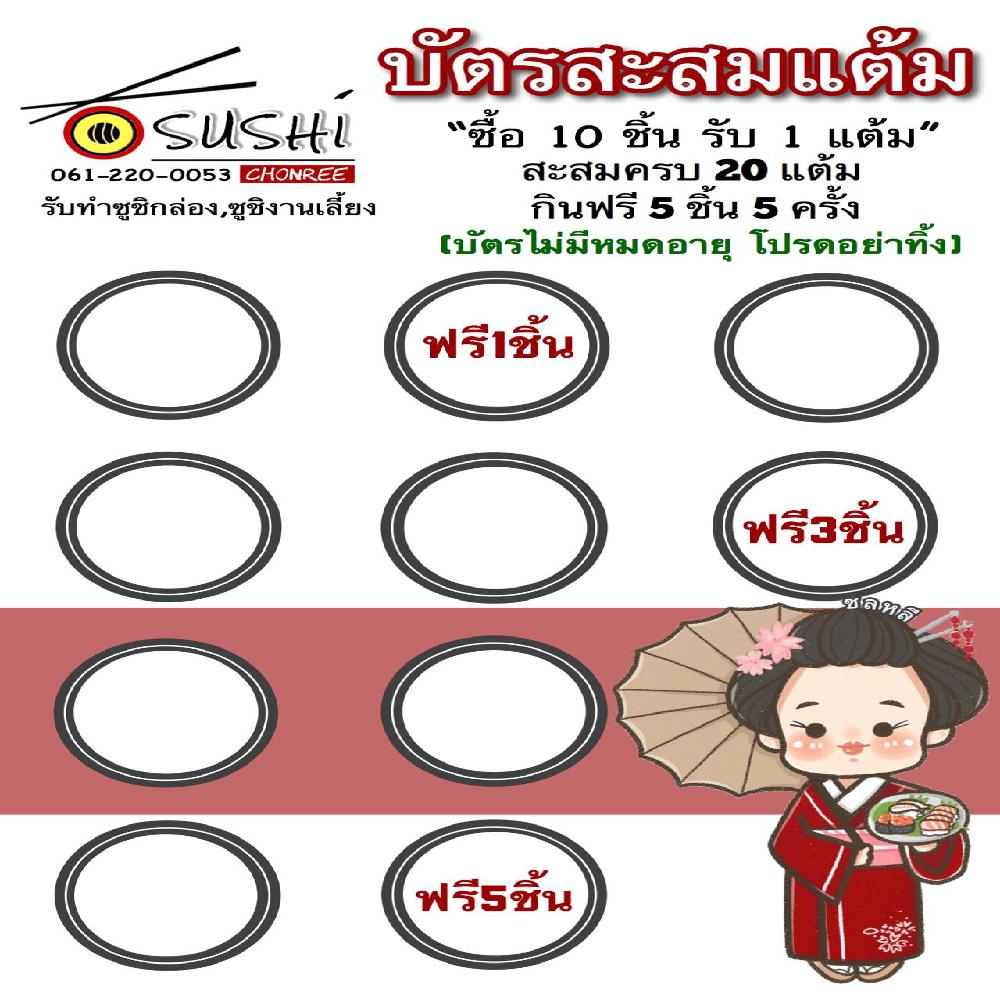 SUSHi
061-220-0053 CHONREE
รับทำซูชิกล่อง,ซูชิงานเลี้ยง
บัตรสะสมแต้ม
“ซื้อ 10 ชิ้น รับ 1 แต้ม”
สะสมครบ 20 แต้ม
กินฟรี 5 ชิ้น 5 ครั้ง
(บัตรไม่มีหมดอายุ โปรดอย่าทิ้ง)
ฟรี1ชิ้น
ฟรี3ชิ้น
ชลหลี
ฟรี5ชิ้น